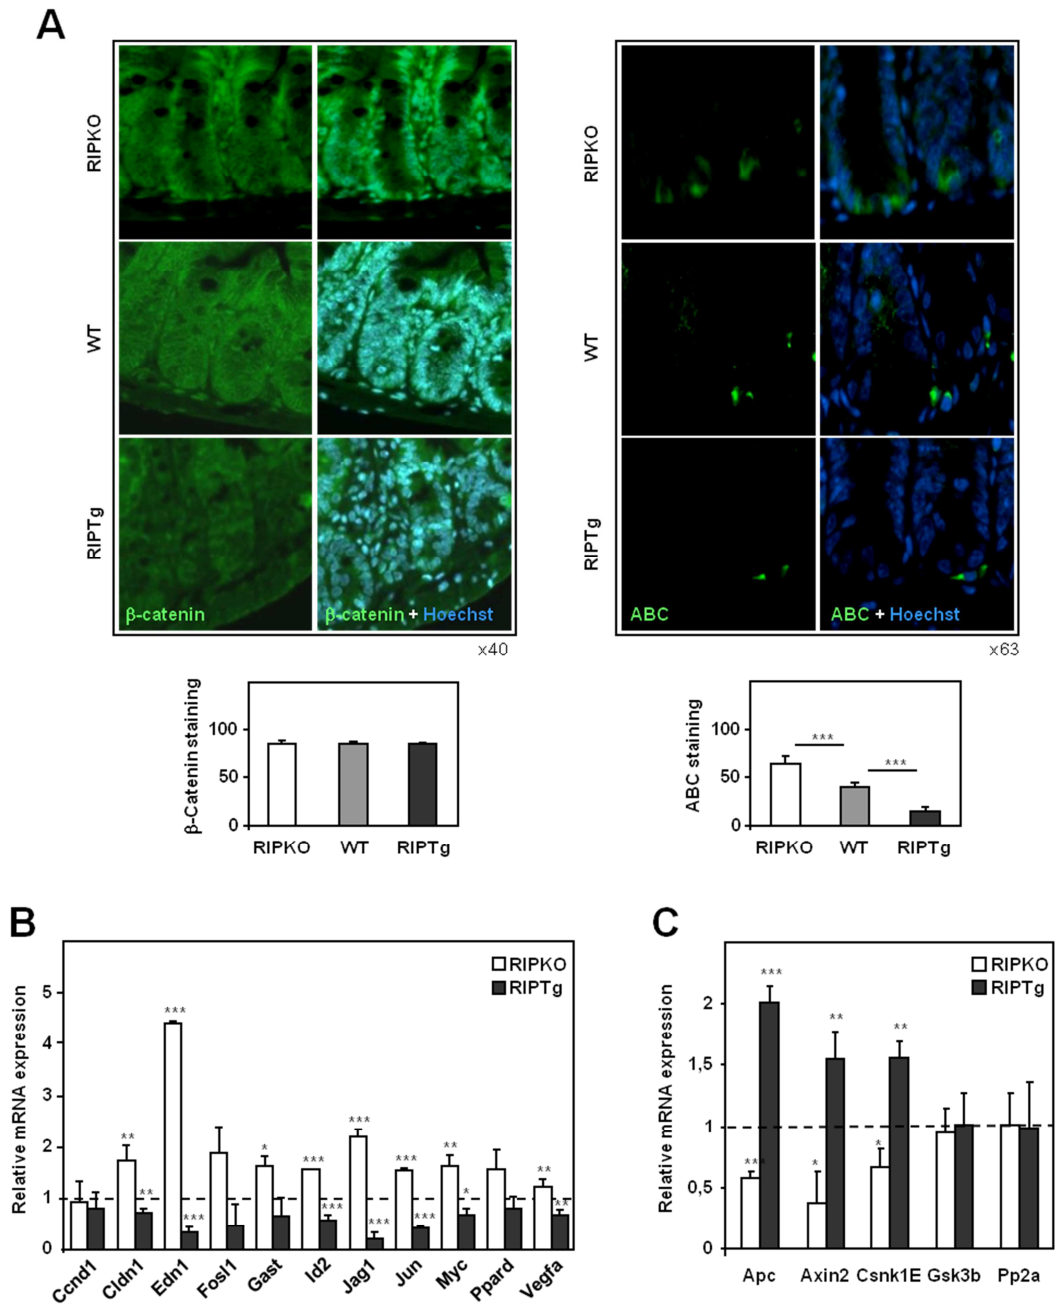 A
RIPKO
WT
RIPTg
β-catenin
β-catenin + Hoechst
x40
RIPKO
WT
RIPTg
ABC
ABC + Hoechst
x63
β-Catenin staining
100
50
0
RIPKO WT RIPTg
ABC staining
100
50
0
***
***
RIPKO WT RIPTg
B
Relative mRNA expression
5
4
3
2
1
0
RIPKO
RIPTg
**
**
***
***
*
***
***
***
***
***
***
**
*
**
**
Ccnd1 Cldn1 Edn1 Fosl1 Gast Id2 Jag1 Jun Myc Ppard Vegfa
C
Relative mRNA expression
2
1,5
1
0,5
0
RIPKO
RIPTg
***
***
*
**
*
**
Apc Axin2 Csnk1E Gsk3b Pp2a